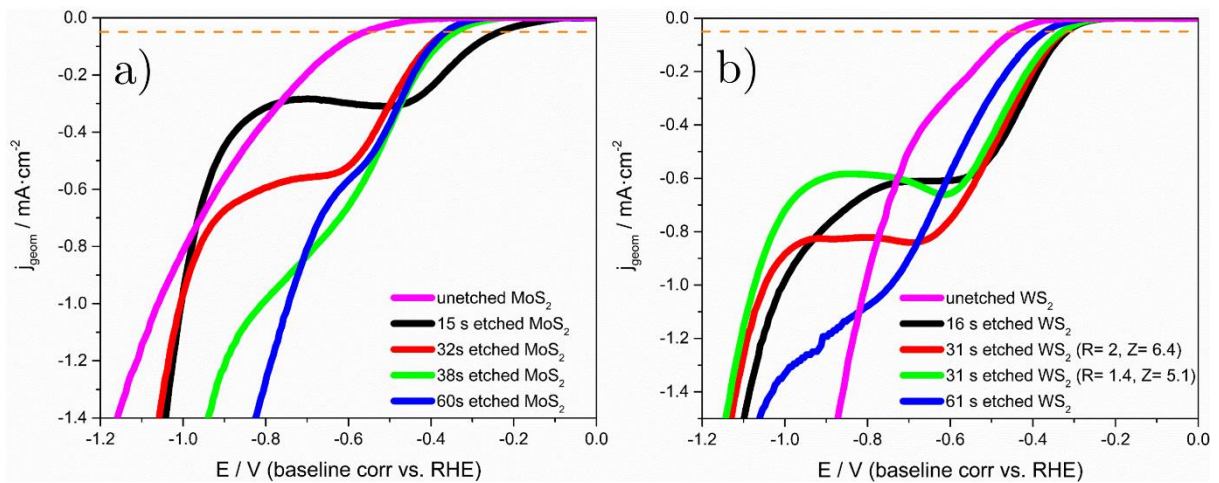 a)
j_geom / mA·cm⁻²
0.0
-0.2
-0.4
-0.6
-0.8
-1.0
-1.2
-1.4
unetched MoS₂
15 s etched MoS₂
32s etched MoS₂
38s etched MoS₂
60s etched MoS₂
-1.2 -1.0 -0.8 -0.6 -0.4 -0.2 0.0
E / V (baseline corr vs. RHE)
b)
j_geom / mA·cm⁻²
0.0
-0.2
-0.4
-0.6
-0.8
-1.0
-1.2
-1.4
unetched WS₂
16 s etched WS₂
31 s etched WS₂ (R= 2, Z= 6.4)
31 s etched WS₂ (R= 1.4, Z= 5.1)
61 s etched WS₂
-1.2 -1.0 -0.8 -0.6 -0.4 -0.2 0.0
E / V (baseline corr vs. RHE)